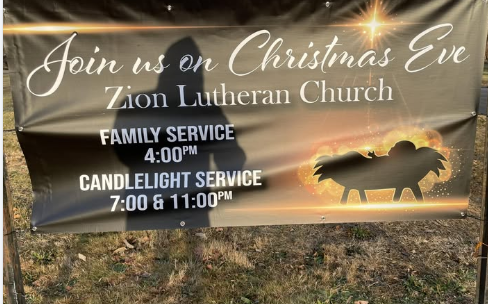 Join us on Christmas Eve
Zion Lutheran Church
FAMILY SERVICE
4:00PM
CANDLELIGHT SERVICE
7:00 & 11:00PM